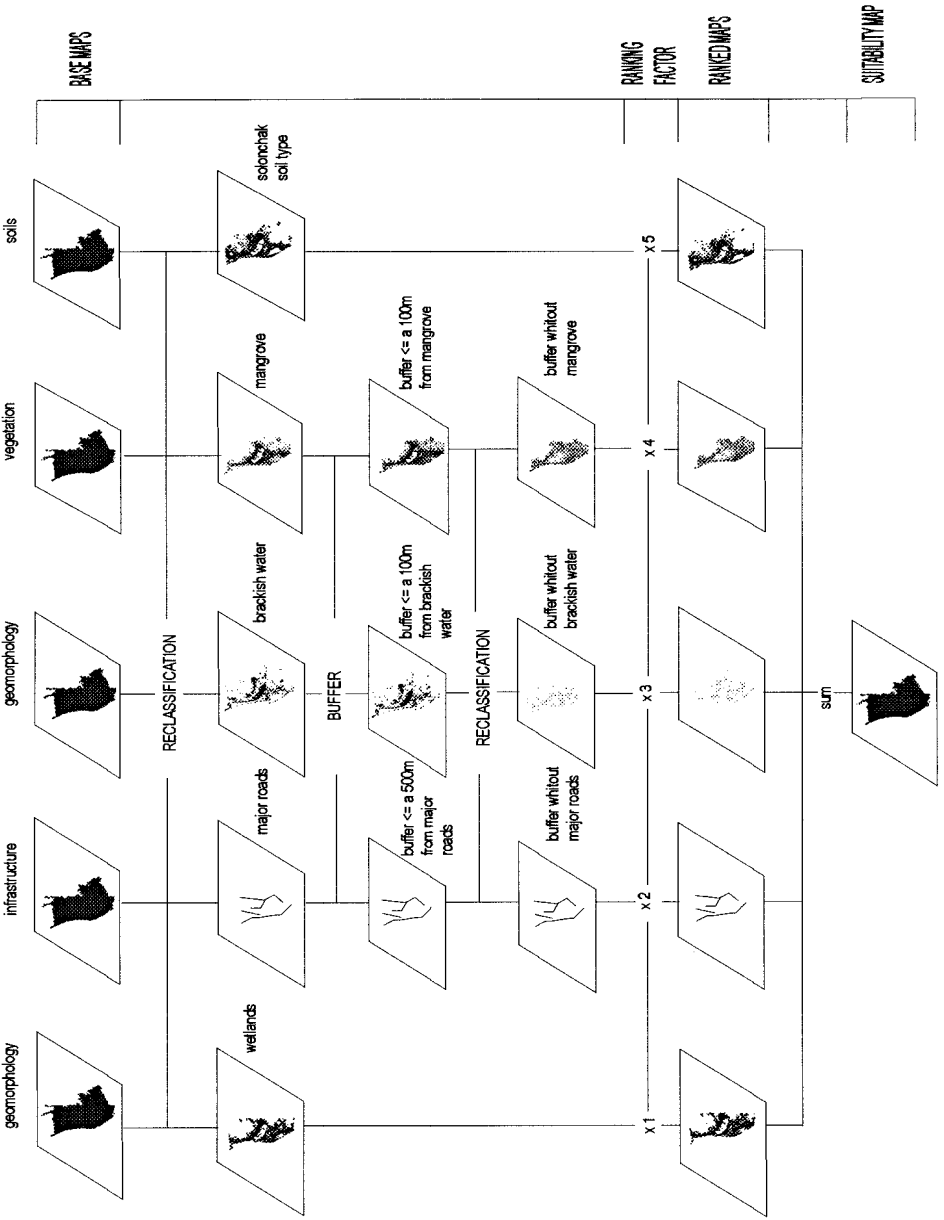 geomorphology
infrastructure
geomorphology
vegetation
soils
BASE MAPS
RECLASSIFICATION
wetlands
major roads
brackish water
mangrove
solonchak
soil type
BUFFER
buffer <= a 500m
from major
roads
buffer <= a 100m
from brackish
water
buffer <= a 100m
from mangrove
RECLASSIFICATION
buffer whitout
major roads
buffer whitout
brackish water
buffer whitout
mangrove
x 1
x 2
x 3
x 4
x 5
RANKING
FACTOR
RANKED MAPS
sum
SUITABILITY MAP